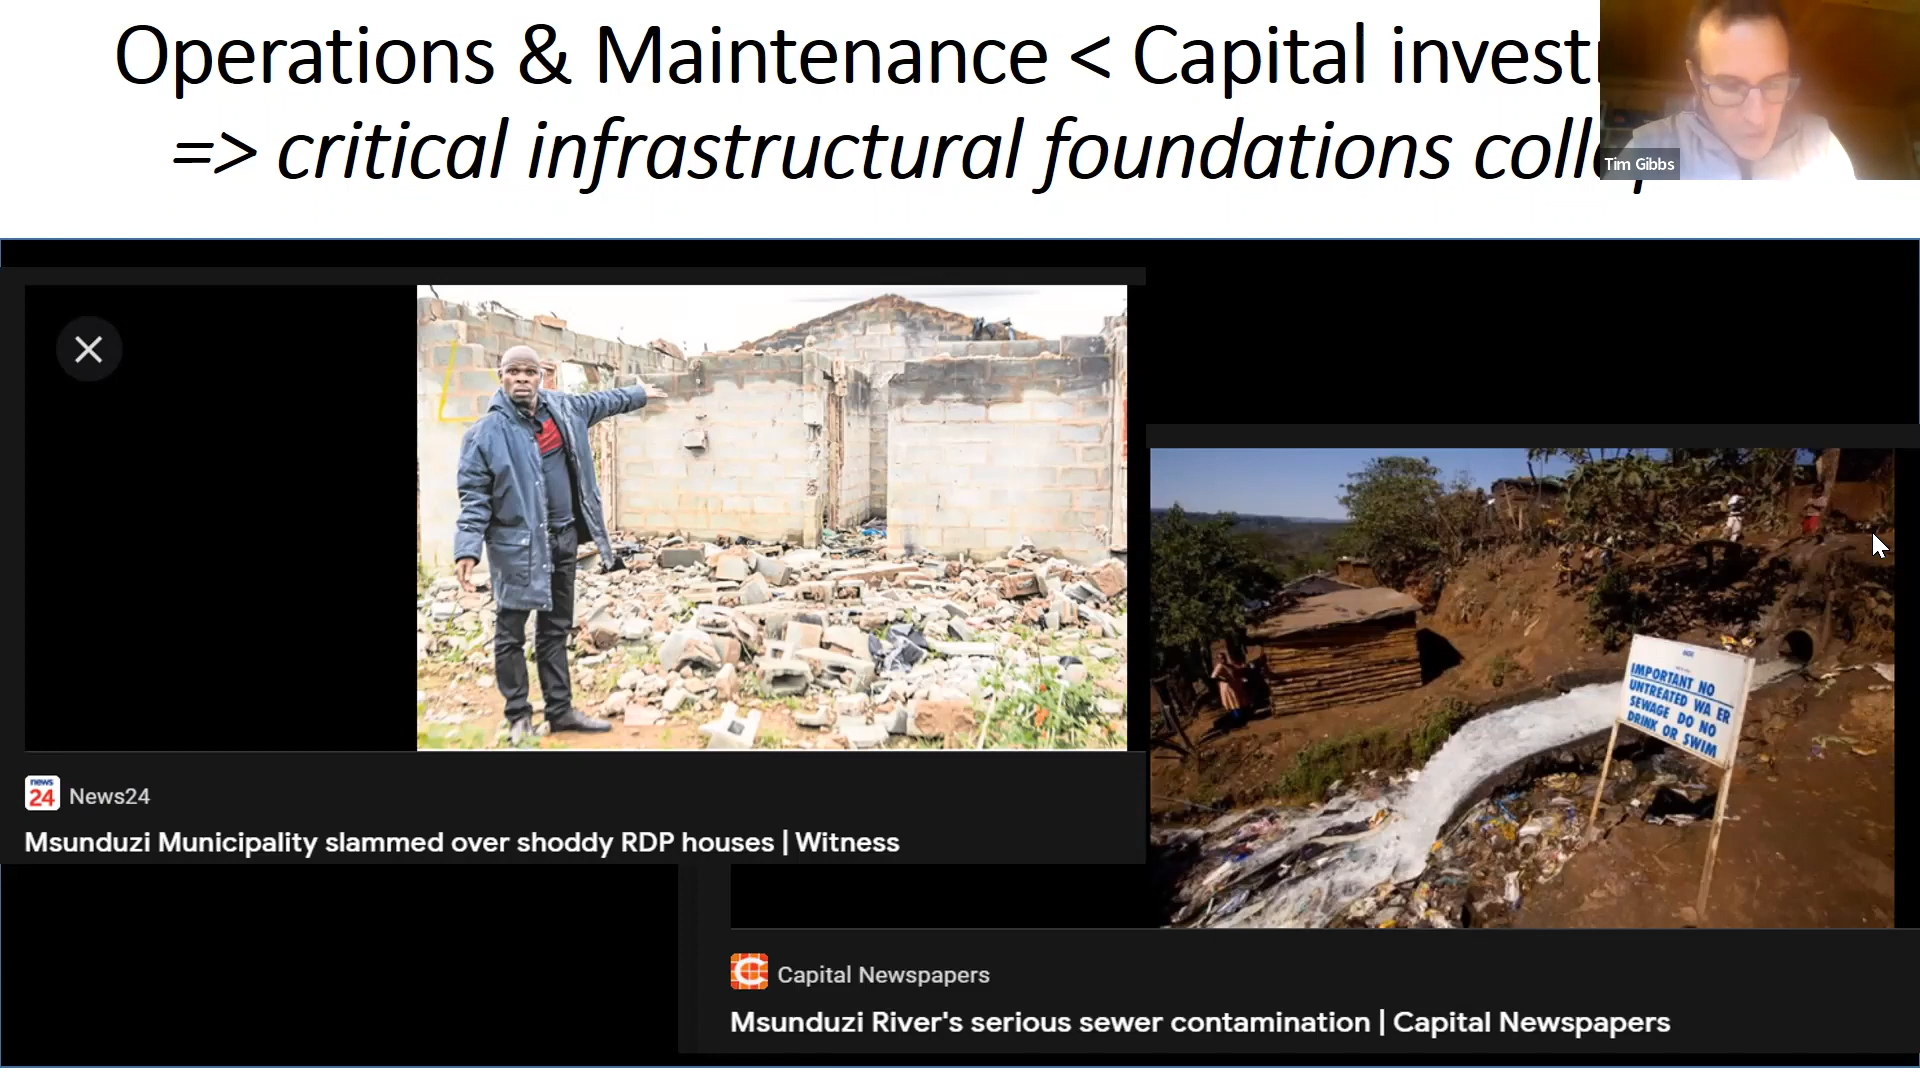 Operations & Maintenance < Capital
=> critical infrastructural foundations
Tim Gibbs
news
24
News24
Msunduzi Municipality slammed over shoddy RDP houses | Witness
IMPORTANT NO
UNTREATED WA ER
SEWAGE DO NO
DRINK OR SWIM
Capital Newspapers
Msunduzi River's serious sewer contamination | Capital Newspapers